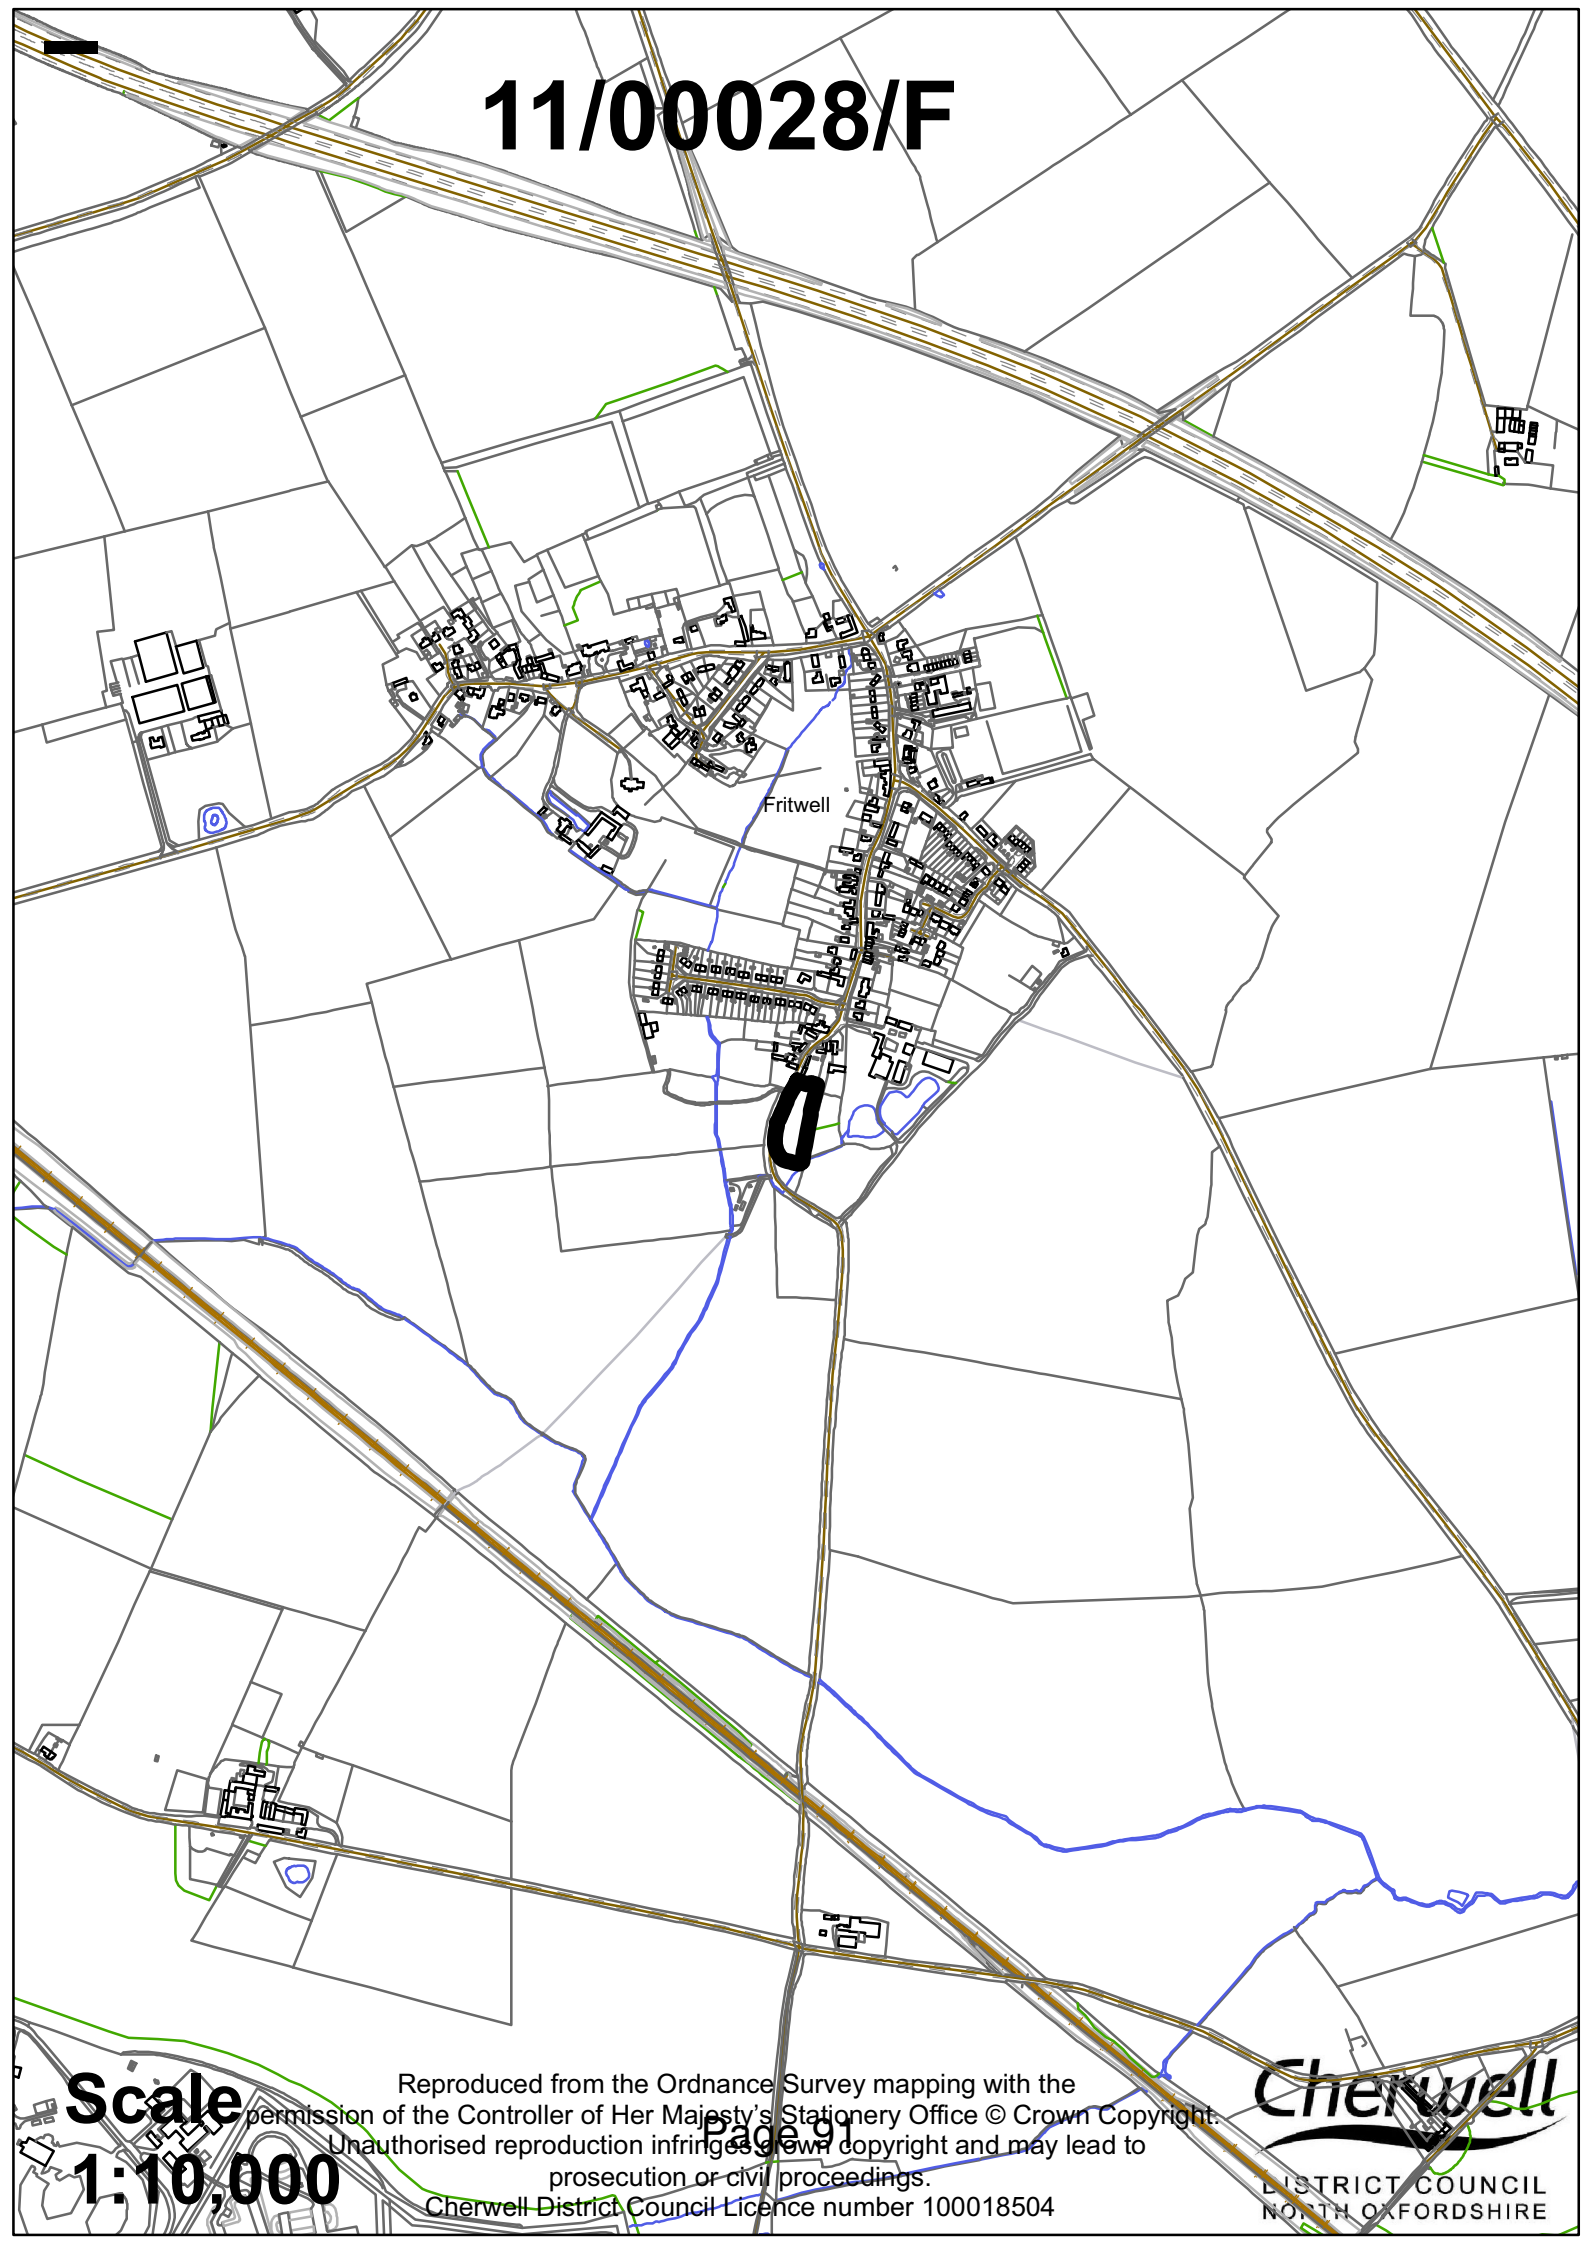 11/00028/F
Fritwell
Scale
1:10,000
Reproduced from the Ordnance Survey mapping with the
permission of the Controller of Her Majesty's Stationery Office © Crown Copyright.
Unauthorised reproduction infringes crown copyright and may lead to
prosecution or civil proceedings.
Cherwell District Council Licence number 100018504
Page 91
Cherwell
DISTRICT COUNCIL
NORTH OXFORDSHIRE